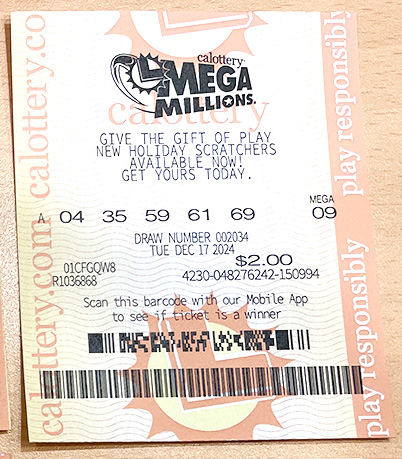 calottery
MEGA
MILLIONS.
calottery
GIVE THE GIFT OF PLAY
NEW HOLIDAY SCRATCHERS
AVAILABLE NOW!
GET YOURS TODAY.
MEGA
A 04 35 59 61 69 09
DRAW NUMBER 002034
TUE DEC 17 2024
$2.00
01CFGQW8 4230-048276242-150994
R1036868
Scan this barcode with our Mobile App
to see if ticket is a winner
calottery.com calottery.co
play responsibly play responsibly